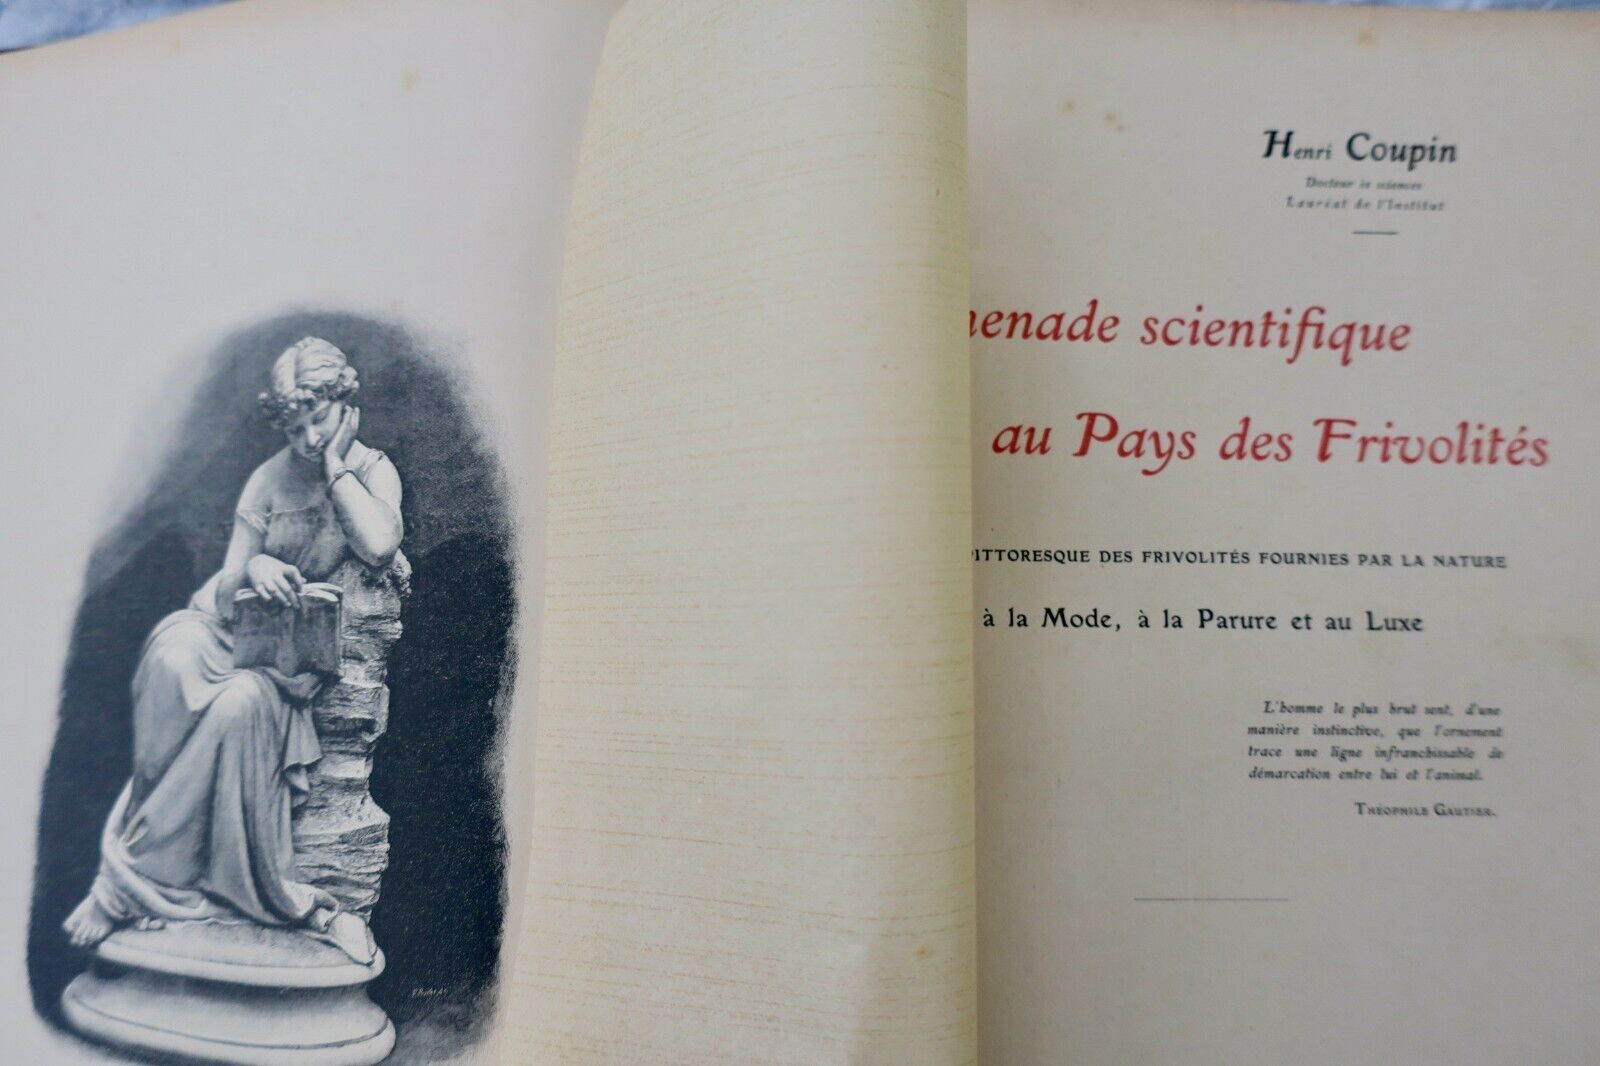 Henri Coupin
Docteur ès sciences
Lauréat de l'Institut
menade scientifique
au Pays des Frivolités
PITTORESQUE DES FRIVOLITÉS FOURNIES PAR LA NATURE
à la Mode, à la Parure et au Luxe
L'homme le plus brut sent, d'une
manière instinctive, que l'ornement
trace une ligne infranchissable de
démarcation entre lui et l'animal.
THÉOPHILE GAUTIER.